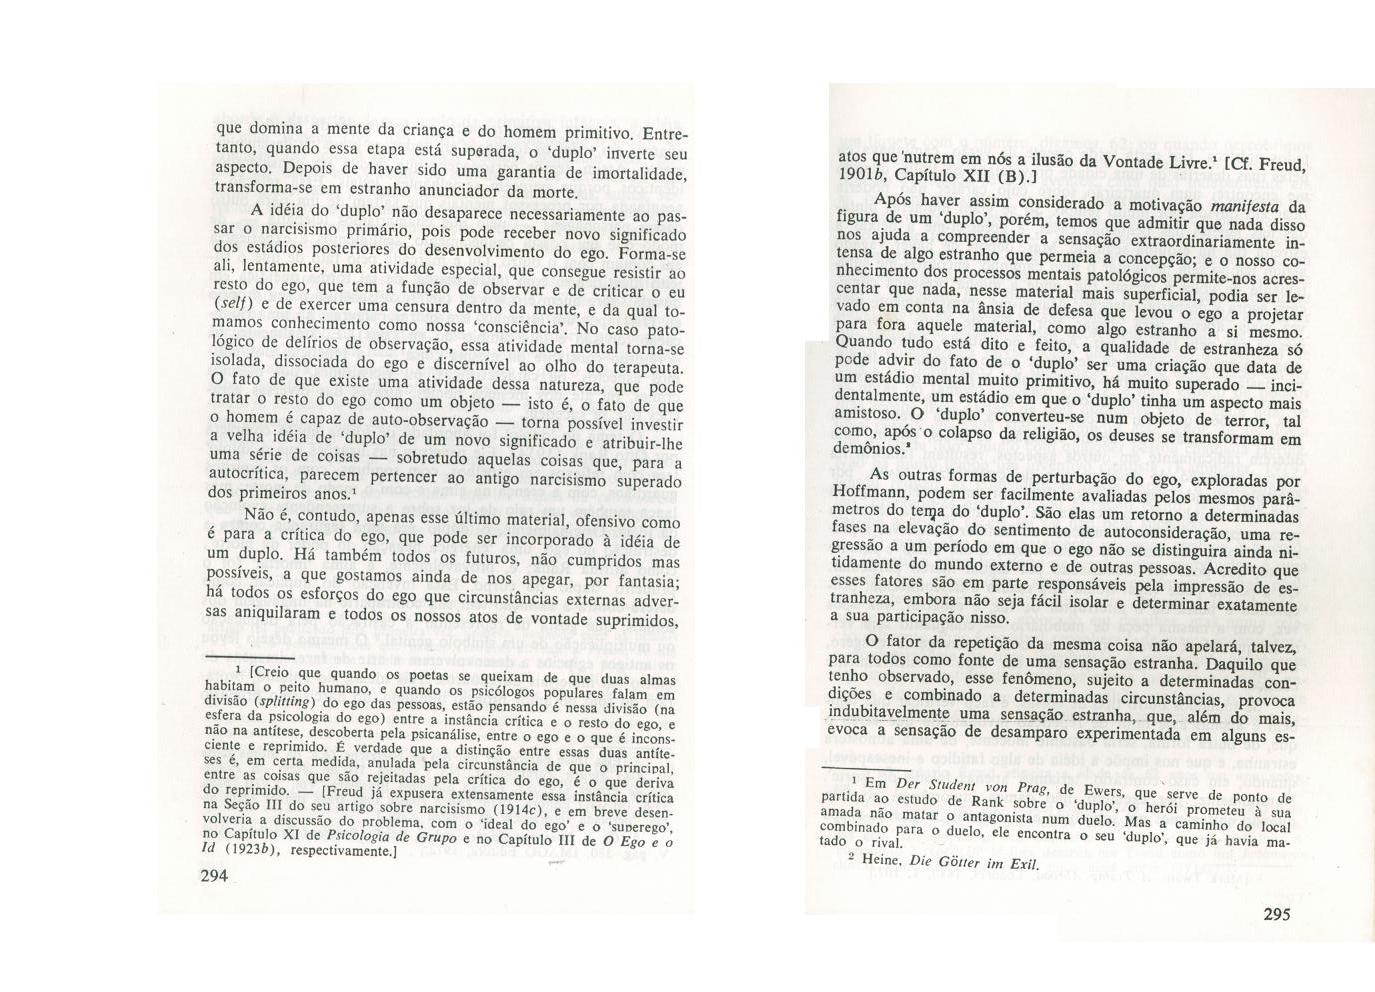 que domina a mente da criança e do homem primitivo. Entre-
tanto, quando essa etapa está superada, o ‘duplo’ inverte seu
aspecto. Depois de haver sido uma garantia de imortalidade,
transforma-se em estranho anunciador da morte.
A idéia do ‘duplo’ não desaparece necessariamente ao pas-
sar o narcisismo primário, pois pode receber novo significado
dos estádios posteriores do desenvolvimento do ego. Forma-se
ali, lentamente, uma atividade especial, que consegue resistir ao
resto do ego, que tem a função de observar e de criticar o eu
(self) e de exercer uma censura dentro da mente, e da qual to-
mamos conhecimento como nossa ‘consciência’. No caso pato-
lógico de delírios de observação, essa atividade mental torna-se
isolada, dissociada do ego e discernível ao olho do terapeuta.
O fato de que existe uma atividade dessa natureza, que pode
tratar o resto do ego como um objeto — isto é, o fato de que
o homem é capaz de auto-observação — torna possível investir
a velha idéia de ‘duplo’ de um novo significado e atribuir-lhe
uma série de coisas — sobretudo aquelas coisas que, para a
autocrítica, parecem pertencer ao antigo narcisismo superado
dos primeiros anos.¹
Não é, contudo, apenas esse último material, ofensivo como
é para a crítica do ego, que pode ser incorporado à idéia de
um duplo. Há também todos os futuros, não cumpridos mas
possíveis, a que gostamos ainda de nos apegar, por fantasia;
há todos os esforços do ego que circunstâncias externas adver-
sas aniquilaram e todos os nossos atos de vontade suprimidos,
¹ [Creio que quando os poetas se queixam de que duas almas
habitam o peito humano, e quando os psicólogos populares falam em
divisão (splitting) do ego das pessoas, estão pensando é nessa divisão (na
esfera da psicologia do ego) entre a instância crítica e o resto do ego, e
não na antítese, descoberta pela psicanálise, entre o ego e o que é incons-
ciente e reprimido. É verdade que a distinção entre essas duas antíte-
ses é, em certa medida, anulada pela circunstância de que o principal,
entre as coisas que são rejeitadas pela crítica do ego, é o que deriva
do reprimido. — [Freud já expusera extensamente essa instância crítica
na Seção III do seu artigo sobre narcisismo (1914c), e em breve desen-
volveria a discussão do problema, com o ‘ideal do ego’ e o ‘superego’,
no Capítulo XI de Psicologia de Grupo e no Capítulo III de O Ego e o
Id (1923b), respectivamente.]
294
atos que nutrem em nós a ilusão da Vontade Livre.¹ [Cf. Freud,
1901b, Capítulo XII (B).]
Após haver assim considerado a motivação manifesta da
figura de um ‘duplo’, porém, temos que admitir que nada disso
nos ajuda a compreender a sensação extraordinariamente in-
tensa de algo estranho que permeia a concepção; e o nosso co-
nhecimento dos processos mentais patológicos permite-nos acres-
centar que nada, nesse material mais superficial, podia ser le-
vado em conta na ânsia de defesa que levou o ego a projetar
para fora aquele material, como algo estranho a si mesmo.
Quando tudo está dito e feito, a qualidade de estranheza só
pode advir do fato de o ‘duplo’ ser uma criação que data de
um estádio mental muito primitivo, há muito superado — inci-
dentalmente, um estádio em que o ‘duplo’ tinha um aspecto mais
amistoso. O ‘duplo’ converteu-se num objeto de terror, tal
como, após o colapso da religião, os deuses se transformam em
demônios.²
As outras formas de perturbação do ego, exploradas por
Hoffmann, podem ser facilmente avaliadas pelos mesmos parâ-
metros do tema do ‘duplo’. São elas um retorno a determinadas
fases na elevação do sentimento de autoconsideração, uma re-
gressão a um período em que o ego não se distinguira ainda ni-
tidamente do mundo externo e de outras pessoas. Acredito que
esses fatores são em parte responsáveis pela impressão de es-
tranheza, embora não seja fácil isolar e determinar exatamente
a sua participação nisso.
O fator da repetição da mesma coisa não apelará, talvez,
para todos como fonte de uma sensação estranha. Daquilo que
tenho observado, esse fenômeno, sujeito a determinadas con-
dições e combinado a determinadas circunstâncias, provoca
indubitavelmente uma sensação estranha, que, além do mais,
evoca a sensação de desamparo experimentada em alguns es-
¹ Em Der Student von Prag, de Ewers, que serve de ponto de
partida ao estudo de Rank sobre o ‘duplo’, o herói prometeu à sua
amada não matar o antagonista num duelo. Mas a caminho do local
combinado para o duelo, ele encontra o seu ‘duplo’, que já havia ma-
tado o rival.
² Heine, Die Götter im Exil.
295